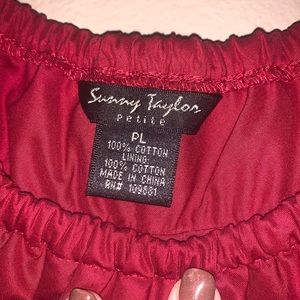 Sunny Taylor
Petite
PL
100% COTTON
LINING:
100% COTTON
MADE IN CHINA
RN# 109881